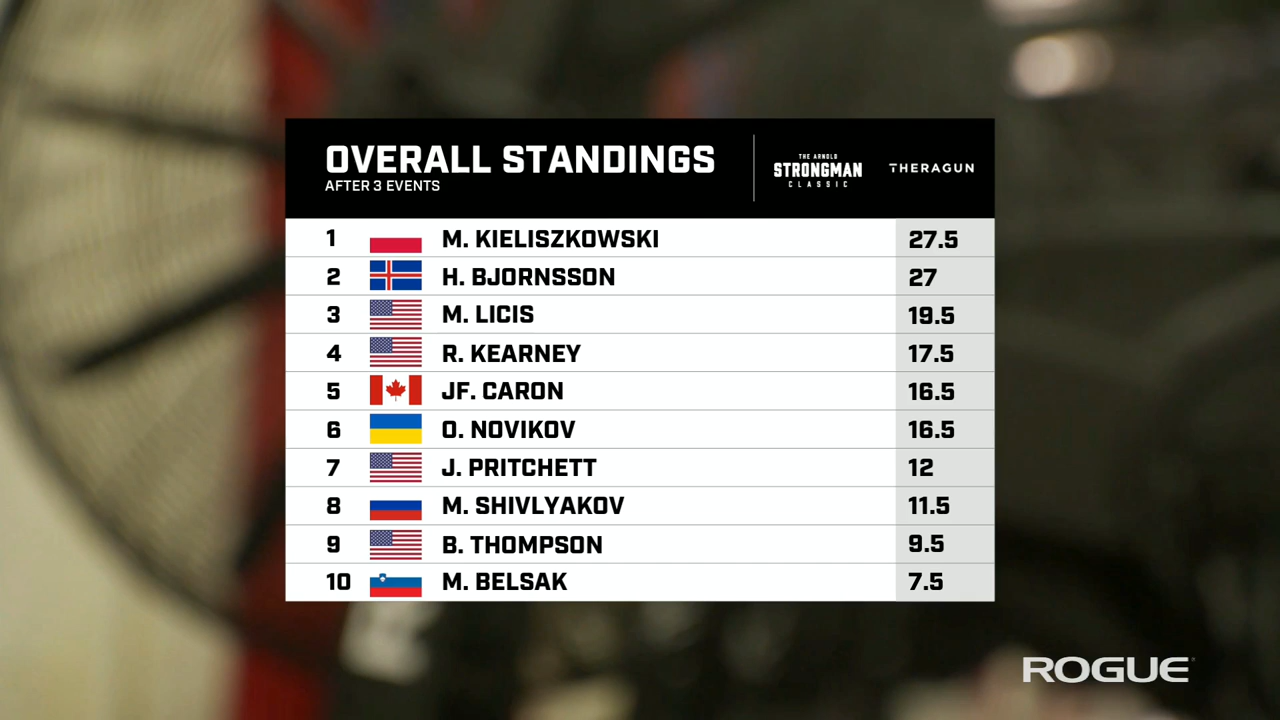 OVERALL STANDINGS
AFTER 3 EVENTS
THE ARNOLD
STRONGMAN
CLASSIC
THERAGUN
1 M. KIELISZKOWSKI 27.5
2 H. BJORNSSON 27
3 M. LICIS 19.5
4 R. KEARNEY 17.5
5 JF. CARON 16.5
6 O. NOVIKOV 16.5
7 J. PRITCHETT 12
8 M. SHIVLYAKOV 11.5
9 B. THOMPSON 9.5
10 M. BELSAK 7.5
ROGUE